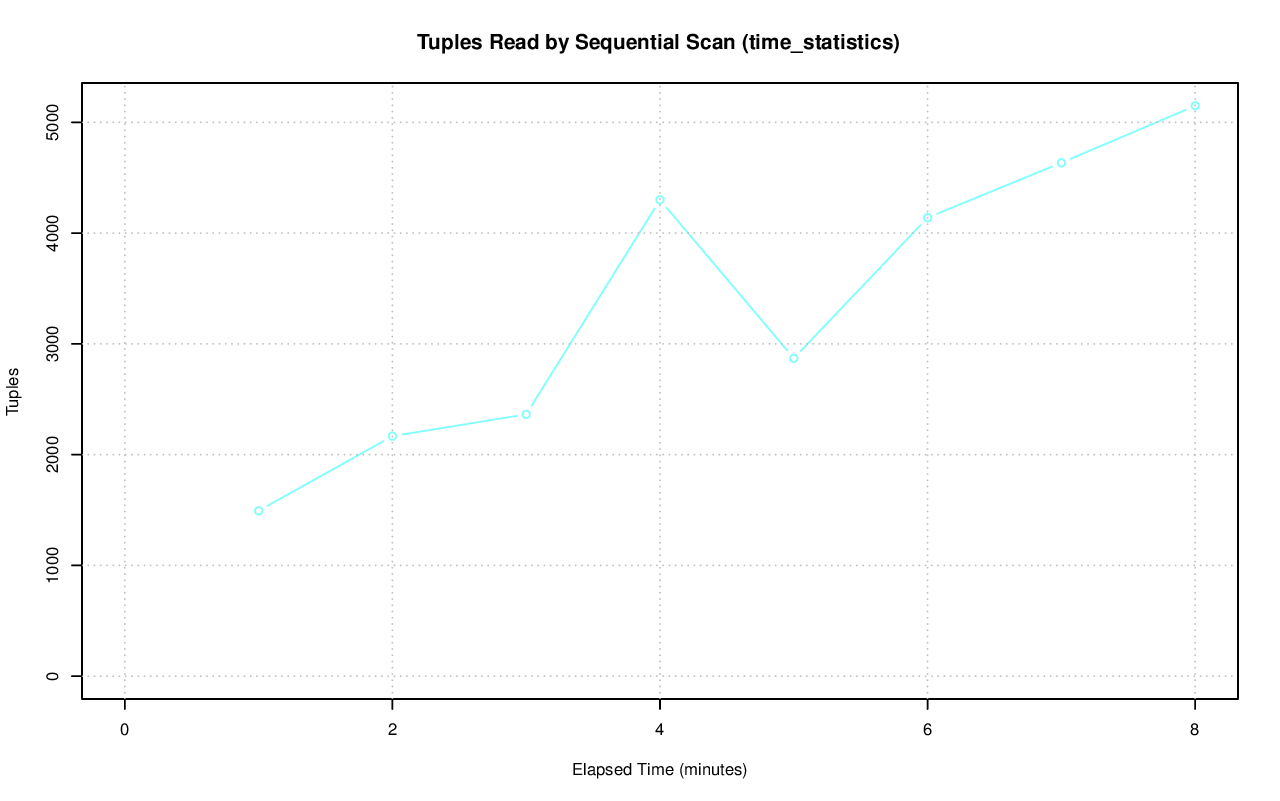 Tuples Read by Sequential Scan (time_statistics)
Tuples
5000
4000
3000
2000
1000
0
0 2 4 6 8
Elapsed Time (minutes)